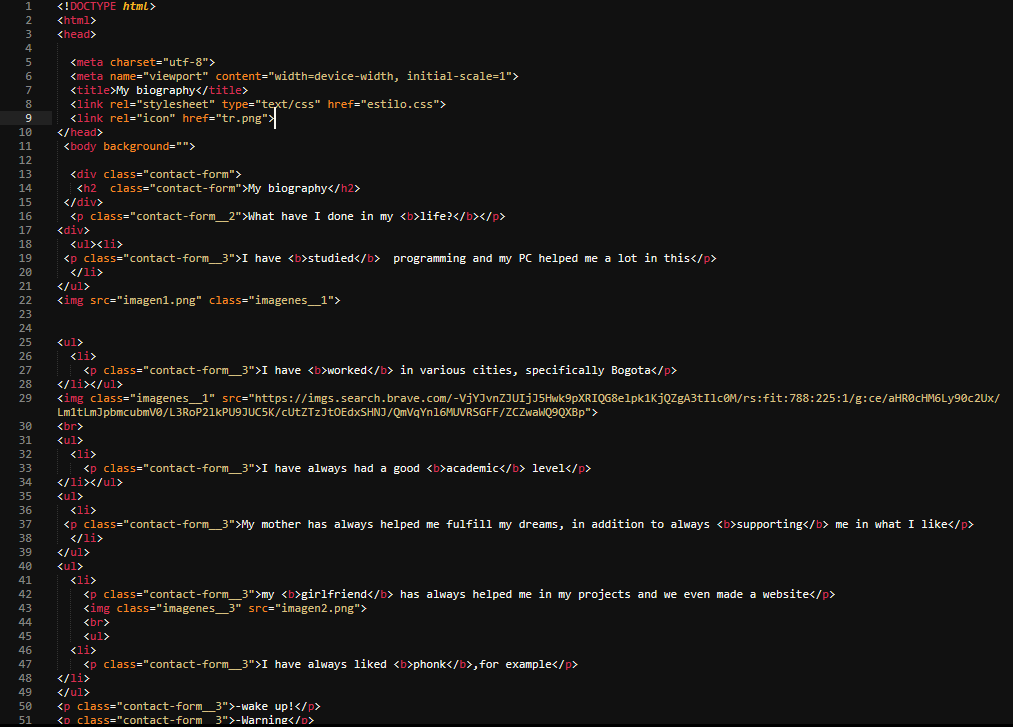 1 <!DOCTYPE html>
2 <html>
3 <head>
4
5 <meta charset="utf-8">
6 <meta name="viewport" content="width=device-width, initial-scale=1">
7 <title>My biography</title>
8 <link rel="stylesheet" type="text/css" href="estilo.css">
9 <link rel="icon" href="tr.png">
10 </head>
11 <body background="">
12
13 <div class="contact-form">
14 <h2  class="contact-form">My biography</h2>
15 </div>
16 <p class="contact-form__2">What have I done in my <b>life?</b></p>
17 <div>
18 <ul><li>
19 <p class="contact-form__3">I have <b>studied</b>  programming and my PC helped me a lot in this</p>
20 </li>
21 </ul>
22 <img src="imagen1.png" class="imagenes__1">
23
24
25 <ul>
26 <li>
27 <p class="contact-form__3">I have <b>worked</b> in various cities, specifically Bogota</p>
28 </li></ul>
29 <img class="imagenes__1" src="https://imgs.search.brave.com/-VjYJvnZJUIjJ5Hwk9pXRIQG8elpk1KjQZgA3tIlc0M/rs:fit:788:225:1/g:ce/aHR0cHM6Ly90c2Ux/
Lm1tLmJpbmcubmV0/L3RoP2lkPU9JUC5K/cUtZTzJtOEdxSHNJ/QmVqYnl6MUVRSGFF/ZCZwaWQ9QXBp">
30 <br>
31 <ul>
32 <li>
33 <p class="contact-form__3">I have always had a good <b>academic</b> level</p>
34 </li></ul>
35 <ul>
36 <li>
37 <p class="contact-form__3">My mother has always helped me fulfill my dreams, in addition to always <b>supporting</b> me in what I like</p>
38 </li>
39 </ul>
40 <ul>
41 <li>
42 <p class="contact-form__3">my <b>girlfriend</b> has always helped me in my projects and we even made a website</p>
43 <img class="imagenes__3" src="imagen2.png">
44 <br>
45 <ul>
46 <li>
47 <p class="contact-form__3">I have always liked <b>phonk</b>,for example</p>
48 </li>
49 </ul>
50 <p class="contact-form__3">-wake up!</p>
51 <p class="contact-form__3">-Warning</p>